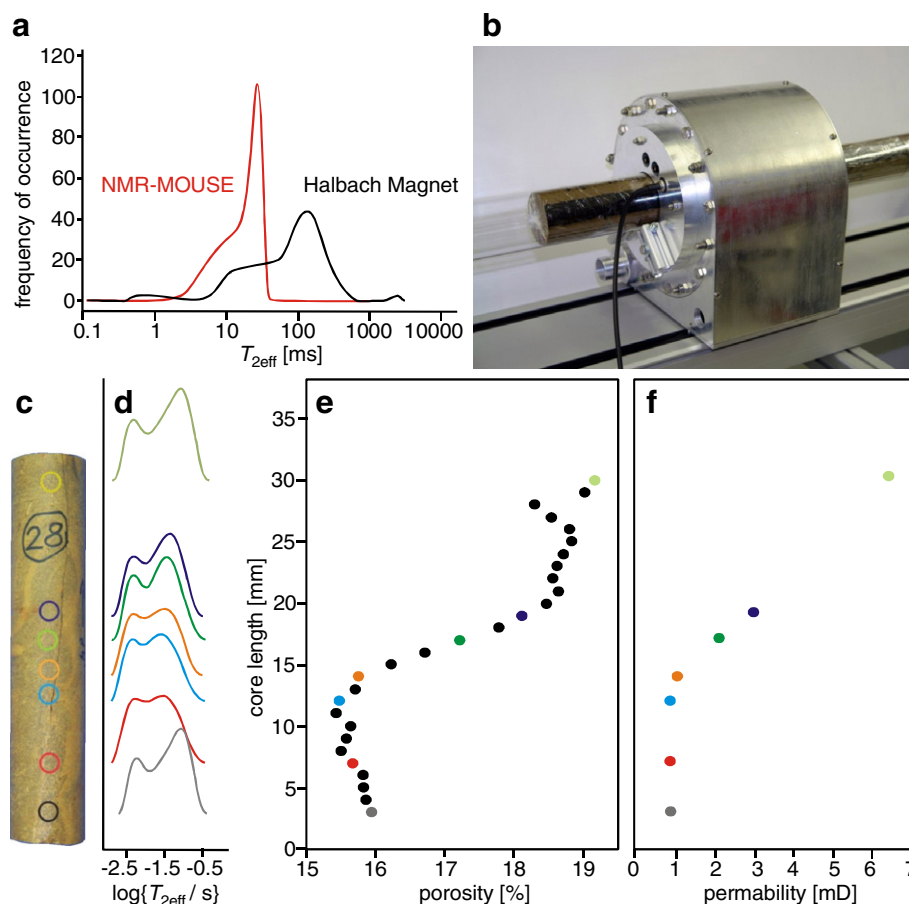 a
120
100
80
60
40
20
0
frequency of occurrence
NMR-MOUSE
Halbach Magnet
0.1 1 10 100 1000 10000
T2eff [ms]
b
c
28
d
-2.5 -1.5 -0.5
log{T2eff / s}
e
35
30
25
20
15
10
5
0
core length [mm]
15 16 17 18 19
porosity [%]
f
0 1 2 3 4 5 6 7
permability [mD]